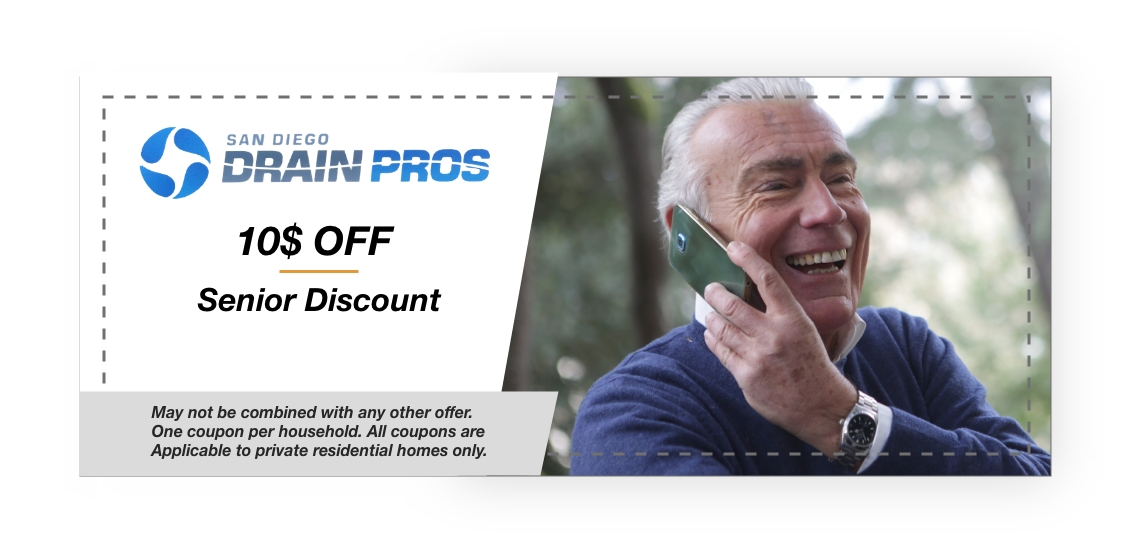 SAN DIEGO
DRAIN PROS
10$ OFF
Senior Discount
May not be combined with any other offer.
One coupon per household. All coupons are
Applicable to private residential homes only.